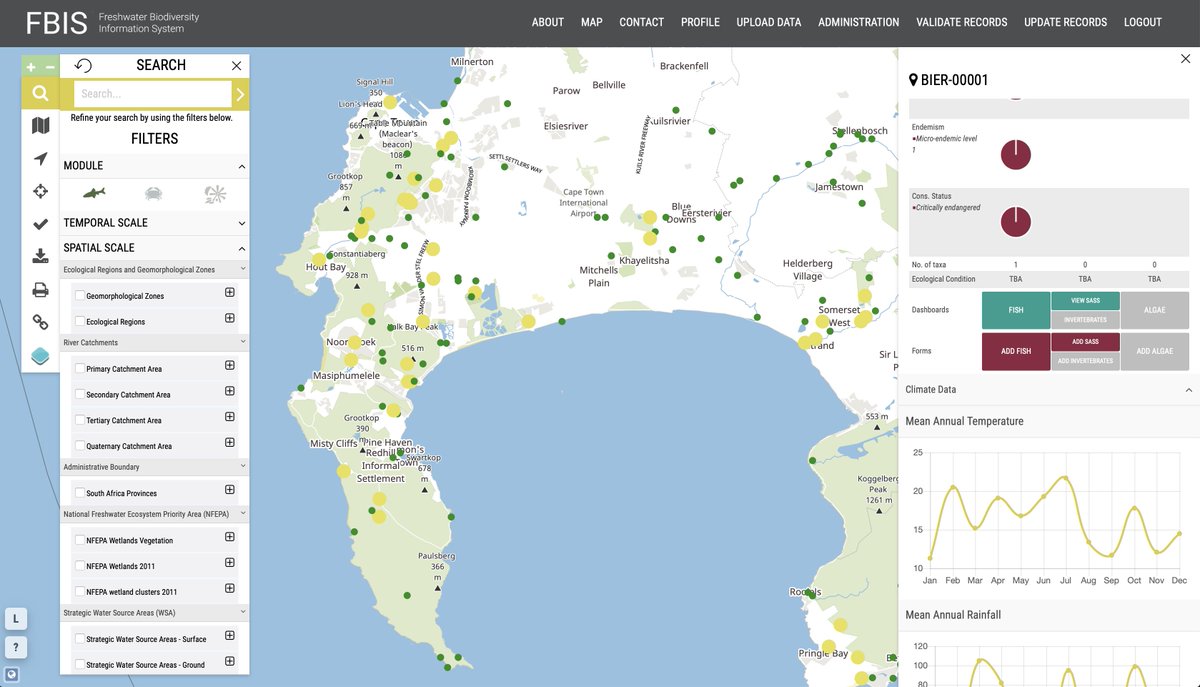 FBIS
Freshwater Biodiversity
Information System
ABOUT
MAP
CONTACT
PROFILE
UPLOAD DATA
ADMINISTRATION
VALIDATE RECORDS
UPDATE RECORDS
LOGOUT
SEARCH
Search...
Refine your search by using the filters below.
FILTERS
MODULE
TEMPORAL SCALE
SPATIAL SCALE
Ecological Regions and Geomorphological Zones
Geomorphological Zones
Ecological Regions
River Catchments
Primary Catchment Area
Secondary Catchment Area
Tertiary Catchment Area
Quaternary Catchment Area
Administrative Boundary
South Africa Provinces
National Freshwater Ecosystem Priority Area (NFEPA)
NFEPA Wetlands Vegetation
NFEPA Wetlands 2011
NFEPA wetland clusters 2011
Strategic Water Source Areas (WSA)
Strategic Water Source Areas - Surface
Strategic Water Source Areas - Ground
L
?
Milnerton
Brackenfell
Signal Hill
350
Parow
Bellville
Lion's Head
669 m
Table Mountain
(Maclear's
beacon)
1086
m
Elsiesriver
Kuilsrivier
KUILS RIVER FREEWAY
Stellenbosch
SETTLSETTLERS WAY
Grootkop
857
m
KROMBOOM PARKWAY
Cape Town
International
Airport
Jamestown
Blue
Downs
Eersterivier
Constantiaberg
Hout Bay
928 m
Khayelitsha
Mitchells
Plain
Helderberg
Village
Somerset
West
Strand
516 m
Masiphumelele
Sir L
P
Grootkop
390
m
553 m
Misty Cliffs
Pine Haven
Redhill
Informal
Settlement
Swartkop
678
m
Koggelberg
Peak
1261 m
Paulsberg
366
m
Pringle Bay
BIER-00001
Endemism
Micro-endemic level
1
Cons. Status
Critically endangered
No. of taxa
1
0
0
Ecological Condition
TBA
TBA
TBA
Dashboards
FISH
VIEW SASS
INVERTEBRATES
ALGAE
Forms
ADD FISH
ADD SASS
ADD INVERTEBRATES
ADD ALGAE
Climate Data
Mean Annual Temperature
25
20
15
10
Jan Feb Mar Apr May Jun Jul Aug Sep Oct Nov Dec
Mean Annual Rainfall
120
100
80